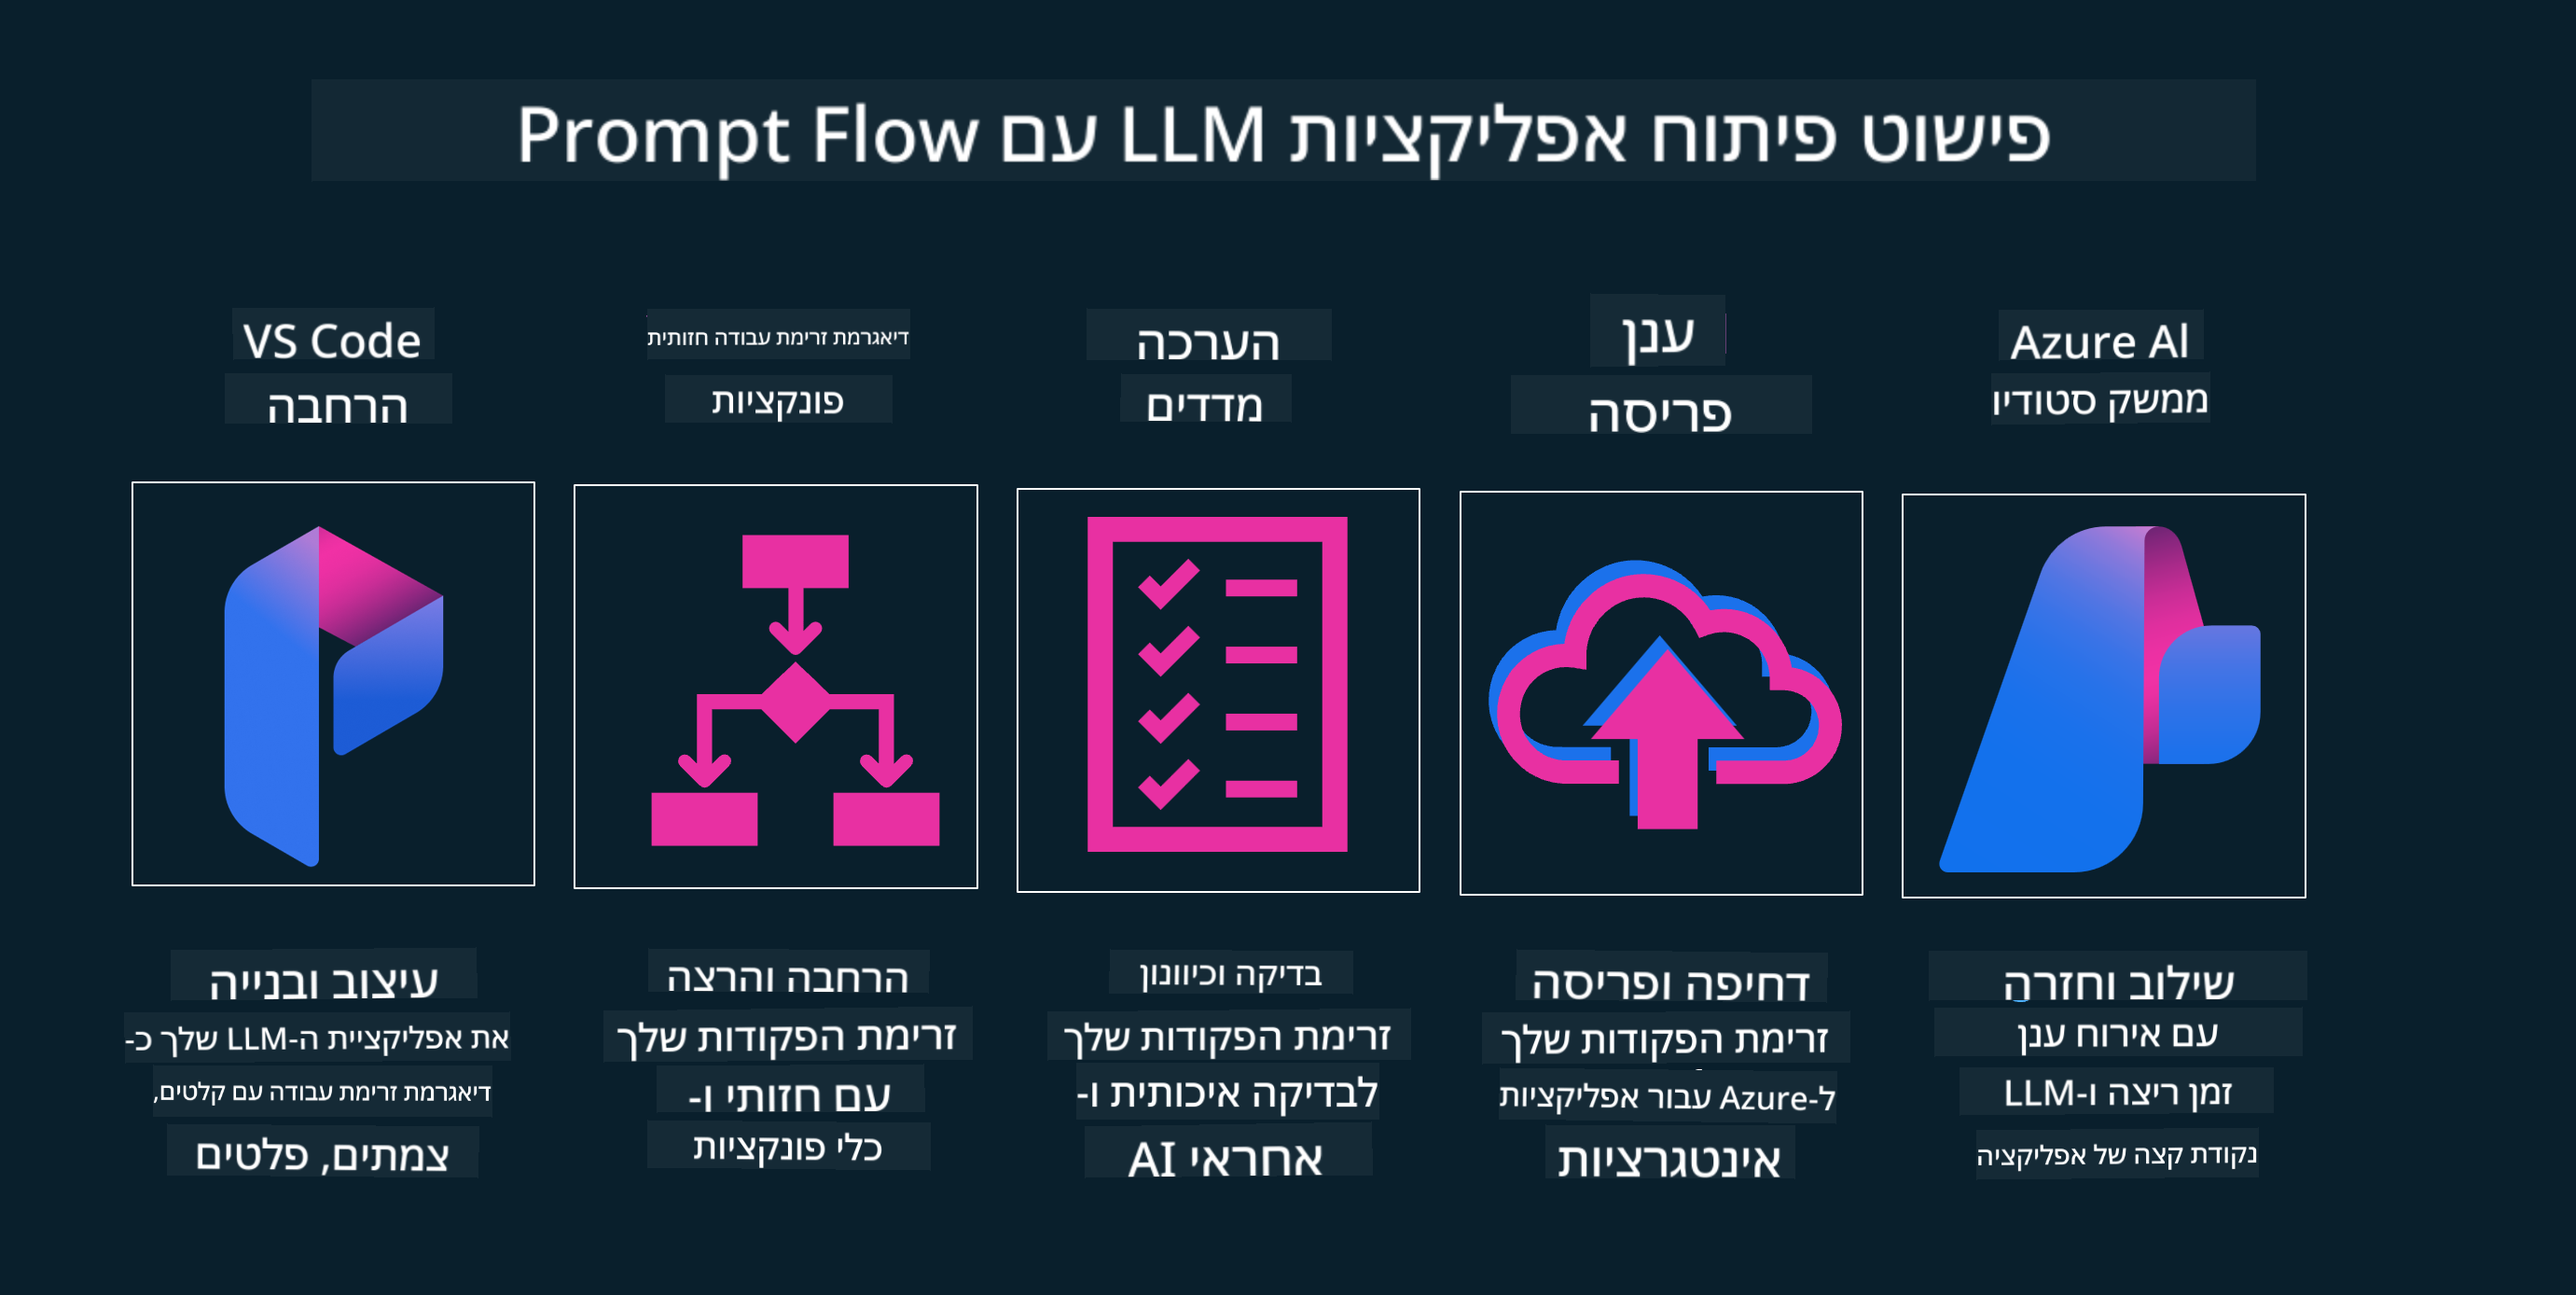 פישוט פיתוח אפליקציות LLM עם Prompt Flow
VS Code
הרחבה
דיאגרמת זרימת עבודה חזותית
פונקציות
הערכה
מדדים
ענן
פריסה
Azure AI
ממשק סטודיו
עיצוב ובנייה
את אפליקציית ה-LLM שלך כ-
דיאגרמת זרימת עבודה עם קלטים,
צמתים, פלטים
הרחבה והרצה
זרימת הפקודות שלך
עם חזותי ו-
כלי פונקציות
בדיקה וכיוונון
זרימת הפקודות שלך
לבדיקה איכותית ו-
אחראי AI
דחיפה ופריסה
זרימת הפקודות שלך
ל-Azure עבור אפליקציות
אינטגרציות
שילוב וחזרה
עם אירוח ענן
זמן ריצה ו-LLM
נקודת קצה של אפליקציה